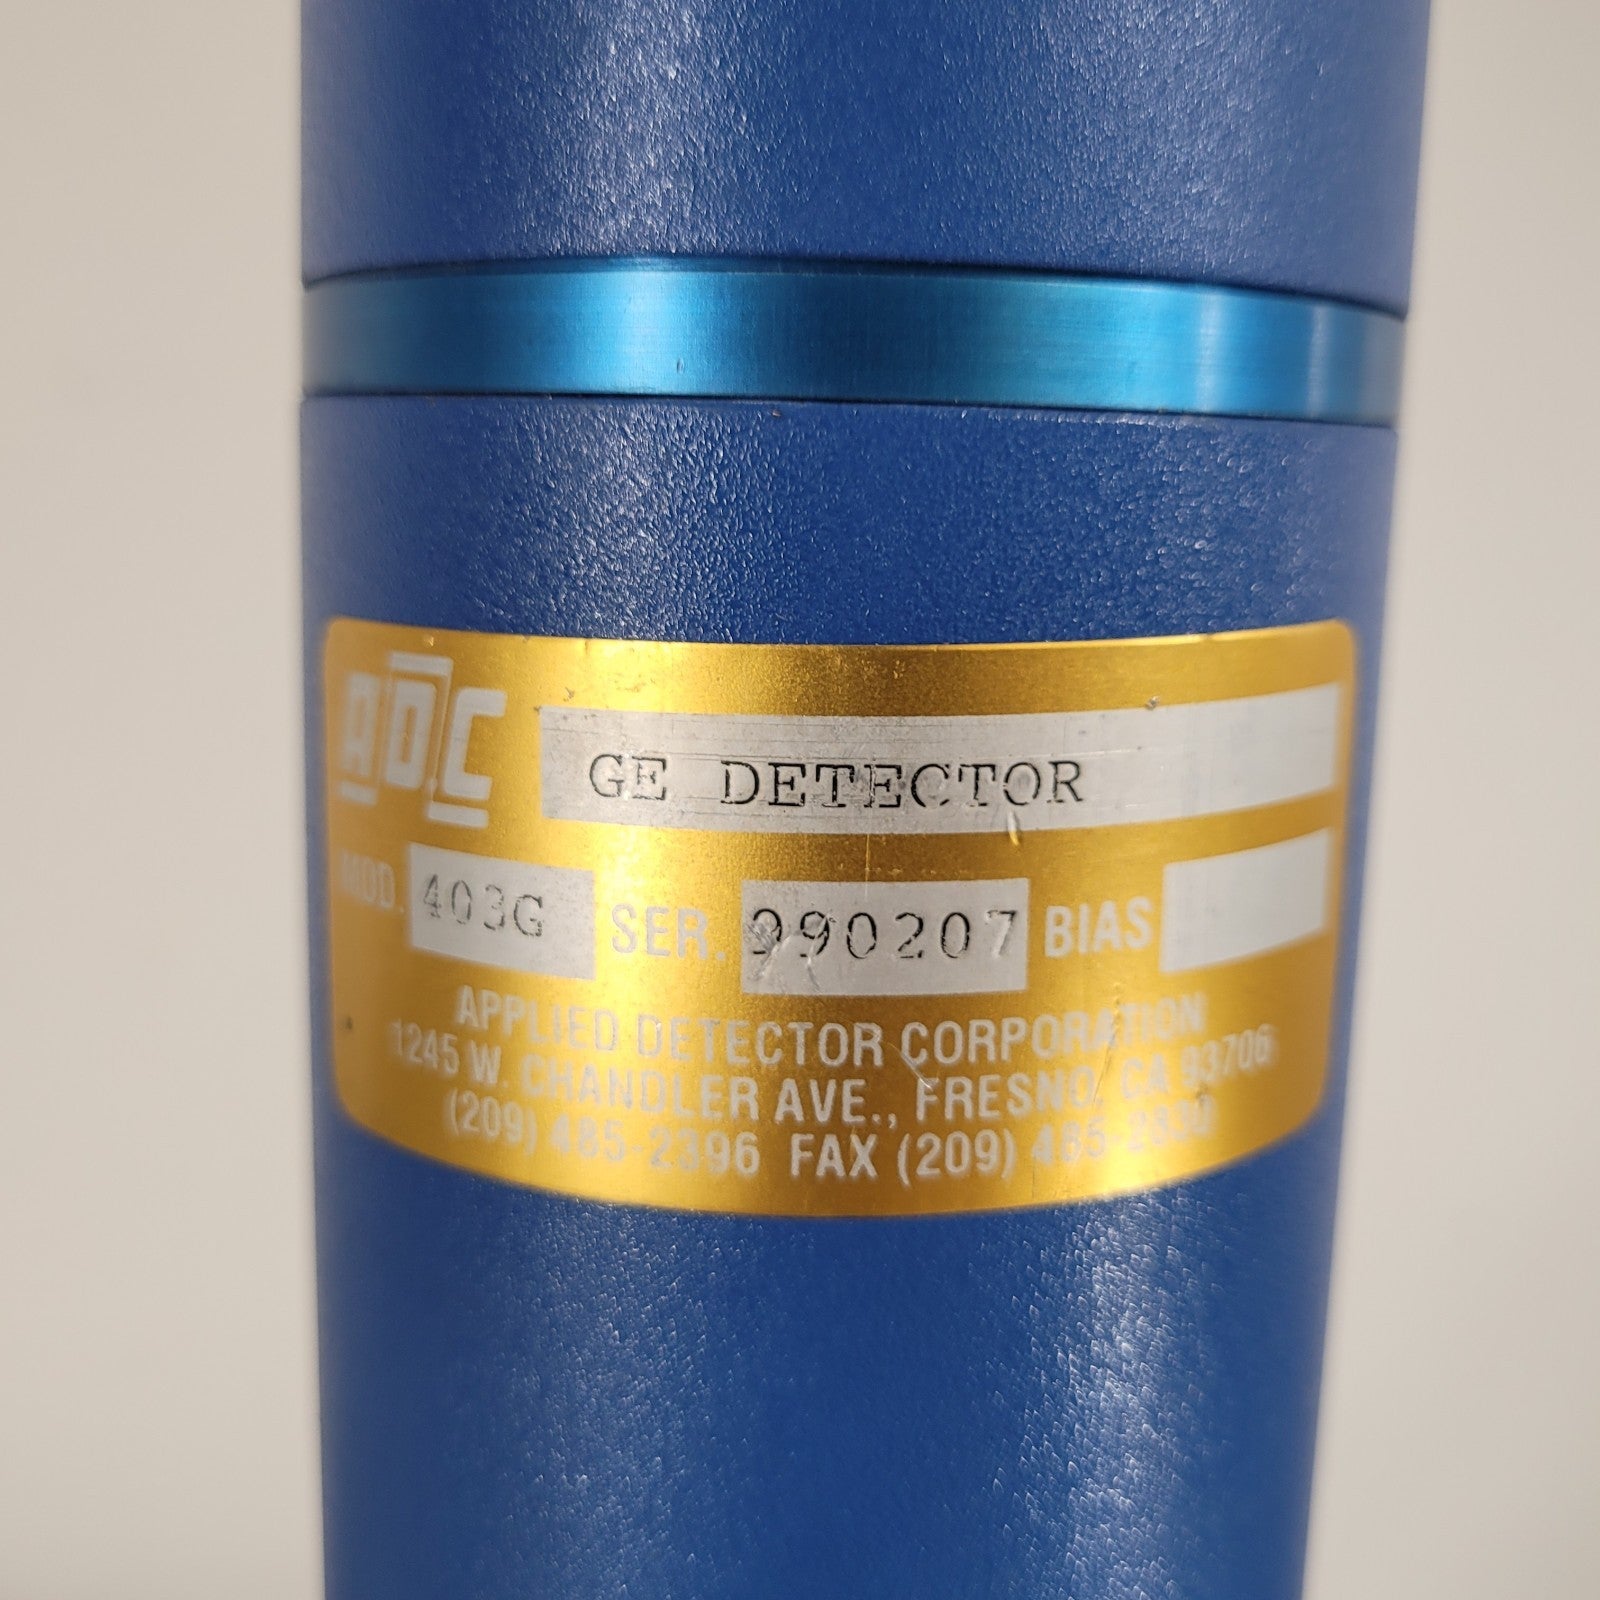 ADC GE DETECTOR
MOD. 403G SER. 990207 BIAS
APPLIED DETECTOR CORPORATION
1245 W. CHANDLER AVE., FRESNO, CA 93706
(209) 485-2396 FAX (209)